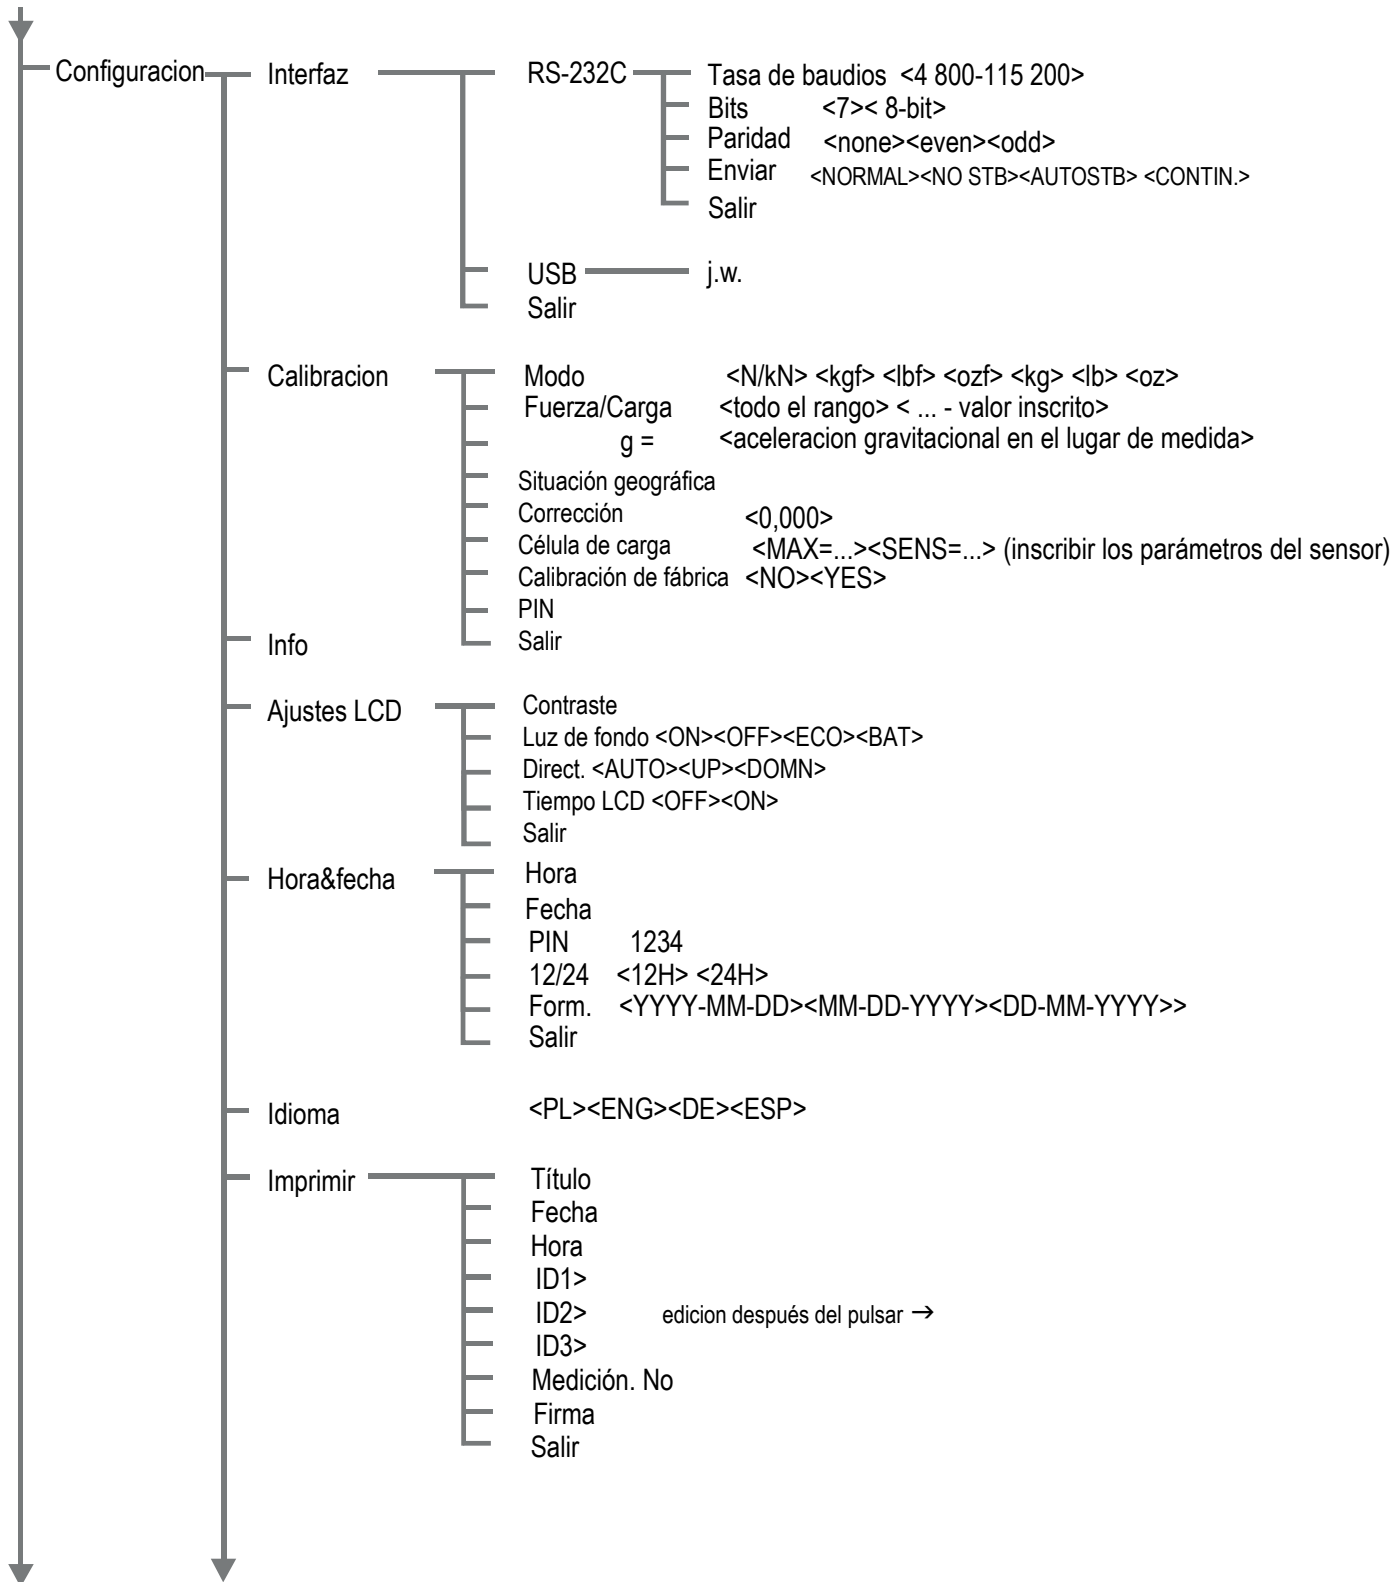 Configuracion Interfaz RS-232C Tasa de baudios <4 800-115 200>
Bits <7>< 8-bit>
Paridad <none><even><odd>
Enviar <NORMAL><NO STB><AUTOSTB> <CONTIN.>
Salir
USB j.w.
Salir
Calibracion Modo <N/kN> <kgf> <lbf> <ozf> <kg> <lb> <oz>
Fuerza/Carga <todo el rango> < ... - valor inscrito>
g = <aceleracion gravitacional en el lugar de medida>
Situación geográfica
Corrección <0,000>
Célula de carga <MAX=...><SENS=...> (inscribir los parámetros del sensor)
Calibración de fábrica <NO><YES>
PIN
Salir
Info
Ajustes LCD Contraste
Luz de fondo <ON><OFF><ECO><BAT>
Direct. <AUTO><UP><DOMN>
Tiempo LCD <OFF><ON>
Salir
Hora&fecha Hora
Fecha
PIN 1234
12/24 <12H> <24H>
Form. <YYYY-MM-DD><MM-DD-YYYY><DD-MM-YYYY>>
Salir
Idioma <PL><ENG><DE><ESP>
Imprimir Título
Fecha
Hora
ID1>
ID2> edicion después del pulsar →
ID3>
Medición. No
Firma
Salir